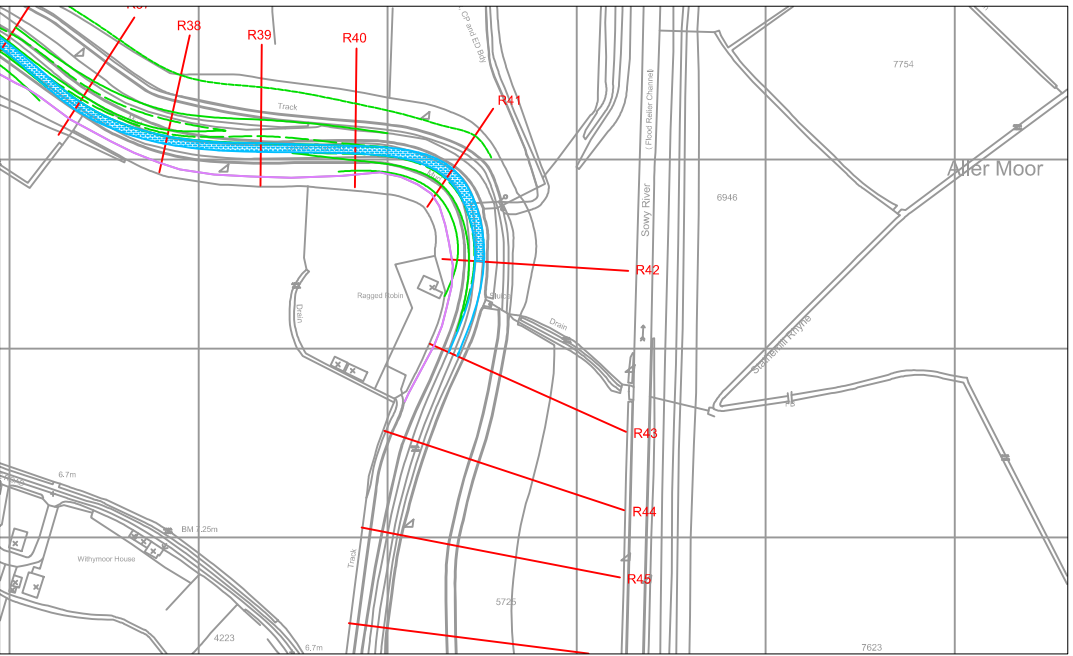 R38
R39
R40
CP and ED Bdy
7754
(Flood Relief Channel)
Track
R41
Aller Moor
6946
Sowy River
R42
Ragged Robin
Drain
Drain
Stathe
Rhyne
R43
6.7m
R44
BM 7.25m
Withymoor House
Track
R45
5725
4223
6.7m
7623